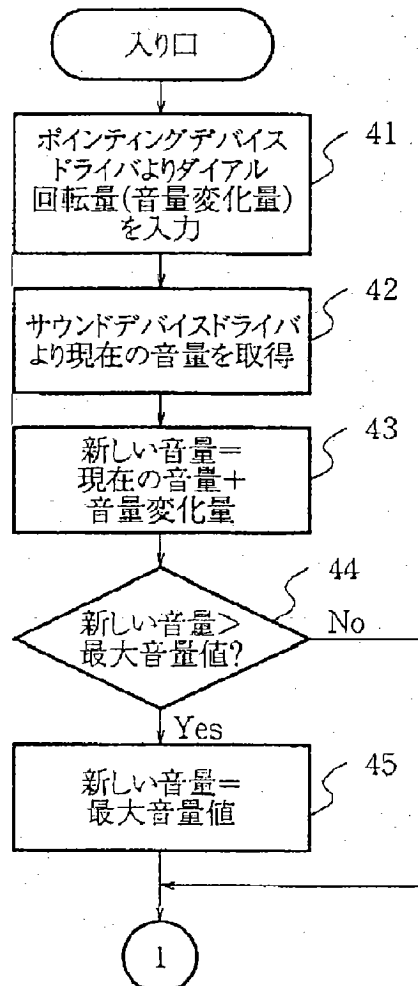 入り口
ポインティングデバイス
ドライバよりダイアル
回転量(音量変化量)
を入力
41
サウンドデバイスドライバ
より現在の音量を取得
42
新しい音量=
現在の音量+
音量変化量
43
新しい音量>
最大音量値?
44
No
Yes
新しい音量=
最大音量値
45
1